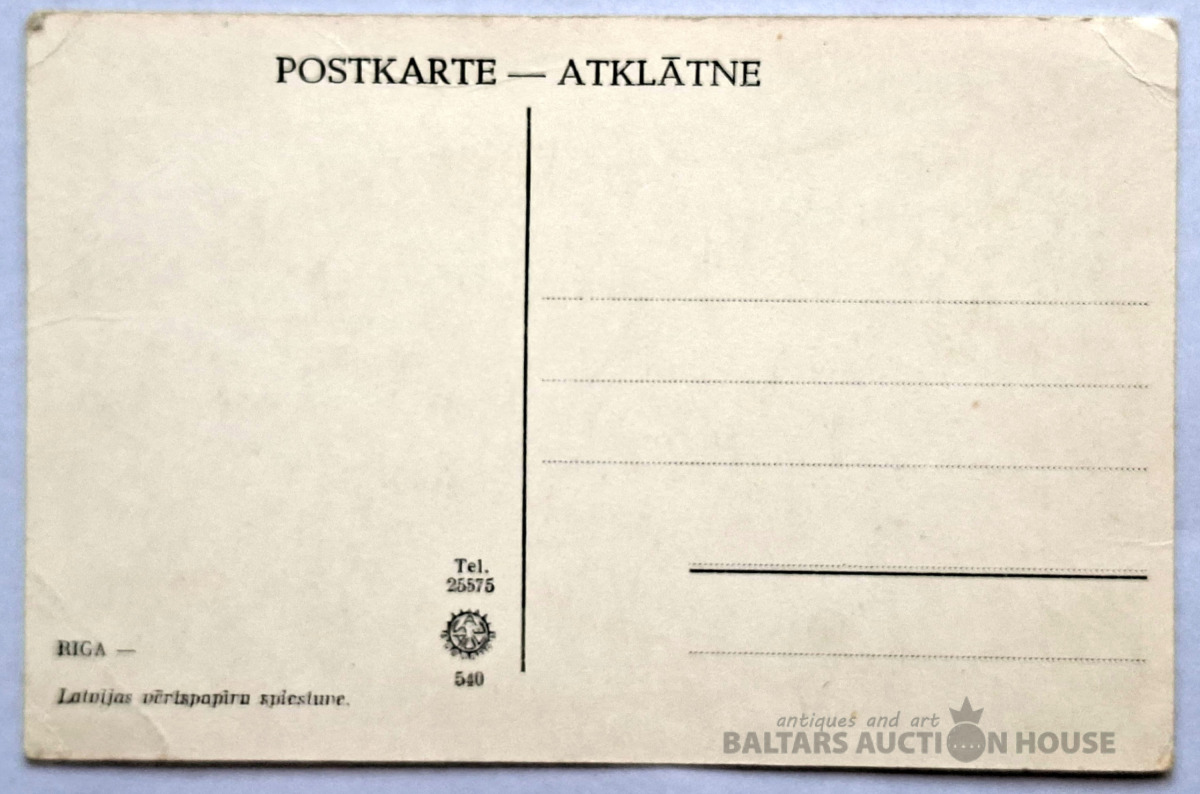 POSTKARTE — ATKLĀTNE
Tel.
25575
540
RIGA —
Latvijas vērtspapīru spiestuve.
antiques and art
BALTARS AUCTION HOUSE